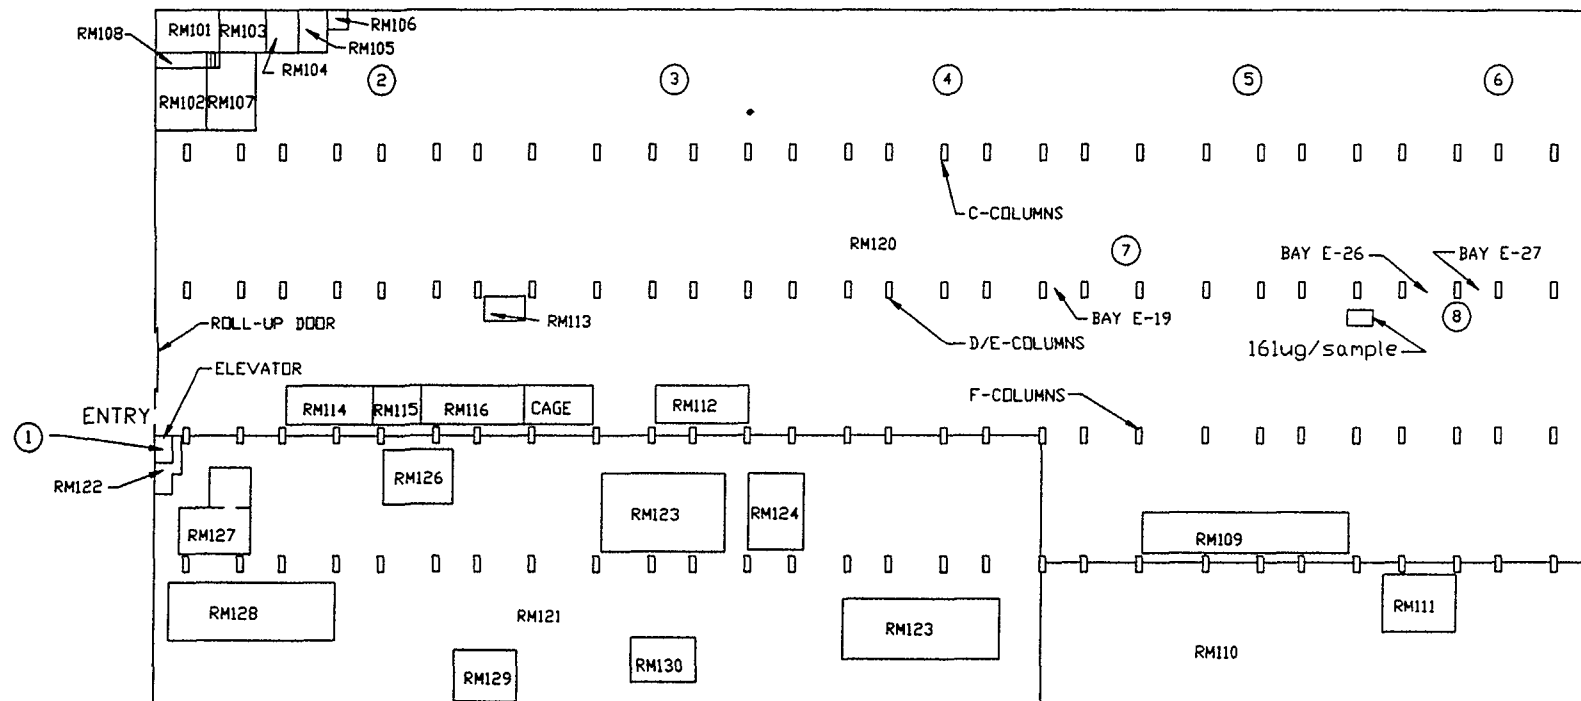 RM106
RM108
RM101
RM103
RM105
RM104
2
3
4
5
6
RM102
RM107
C-COLUMNS
RM120
7
BAY E-26
BAY E-27
ROLL-UP DOOR
RM113
BAY E-19
8
D/E-COLUMNS
161ug/sample
ELEVATOR
F-COLUMNS
ENTRY
RM114
RM115
RM116
CAGE
RM112
1
RM122
RM126
RM127
RM123
RM124
RM109
RM128
RM121
RM123
RM111
RM129
RM130
RM110